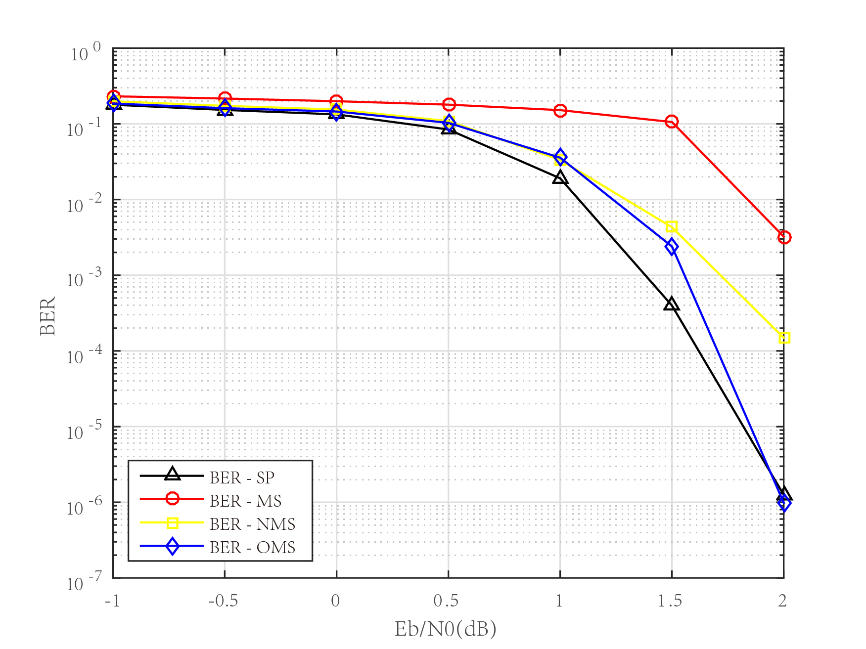 10 0
10 -1
10 -2
10 -3
10 -4
10 -5
10 -6
10 -7
BER
BER - SP
BER - MS
BER - NMS
BER - OMS
-1 -0.5 0 0.5 1 1.5 2
Eb/N0(dB)